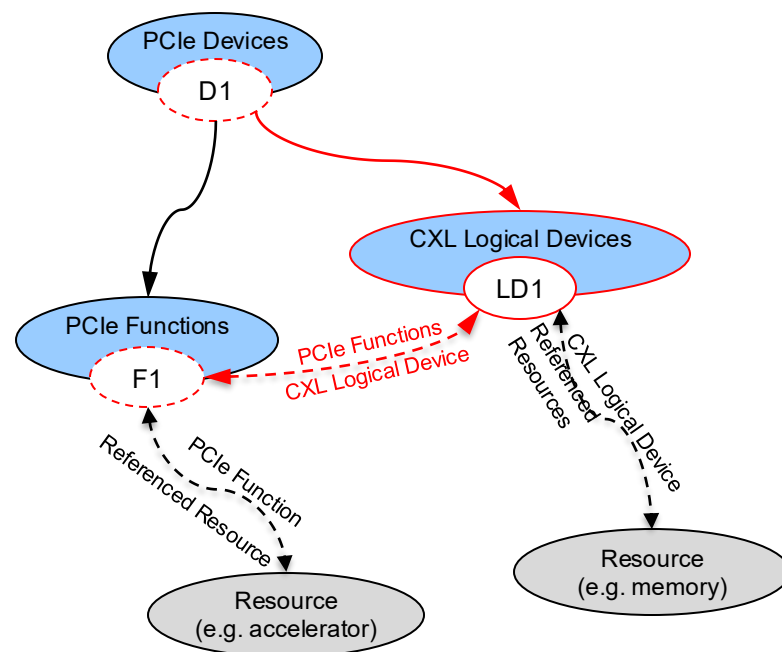 PCIe Devices
D1
CXL Logical Devices
LD1
PCIe Functions
F1
PCIe Functions
CXL Logical Device
CXL Logical Device
Referenced
Resources
PCIe Function
Referenced Resource
Resource
(e.g. memory)
Resource
(e.g. accelerator)